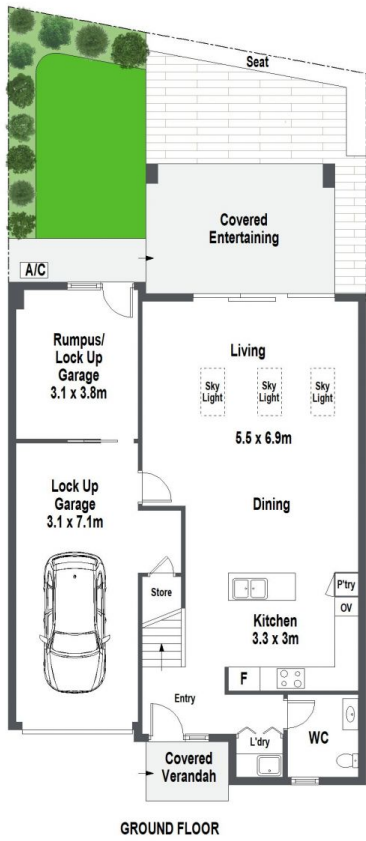 Seat
Covered
Entertaining
A/C
Rumpus/
Lock Up
Garage
3.1 x 3.8m
Living
Sky
Light
Sky
Light
Sky
Light
5.5 x 6.9m
Lock Up
Garage
3.1 x 7.1m
Dining
Store
P'try
OV
Kitchen
3.3 x 3m
F
Entry
L'dry
WC
Covered
Verandah
GROUND FLOOR